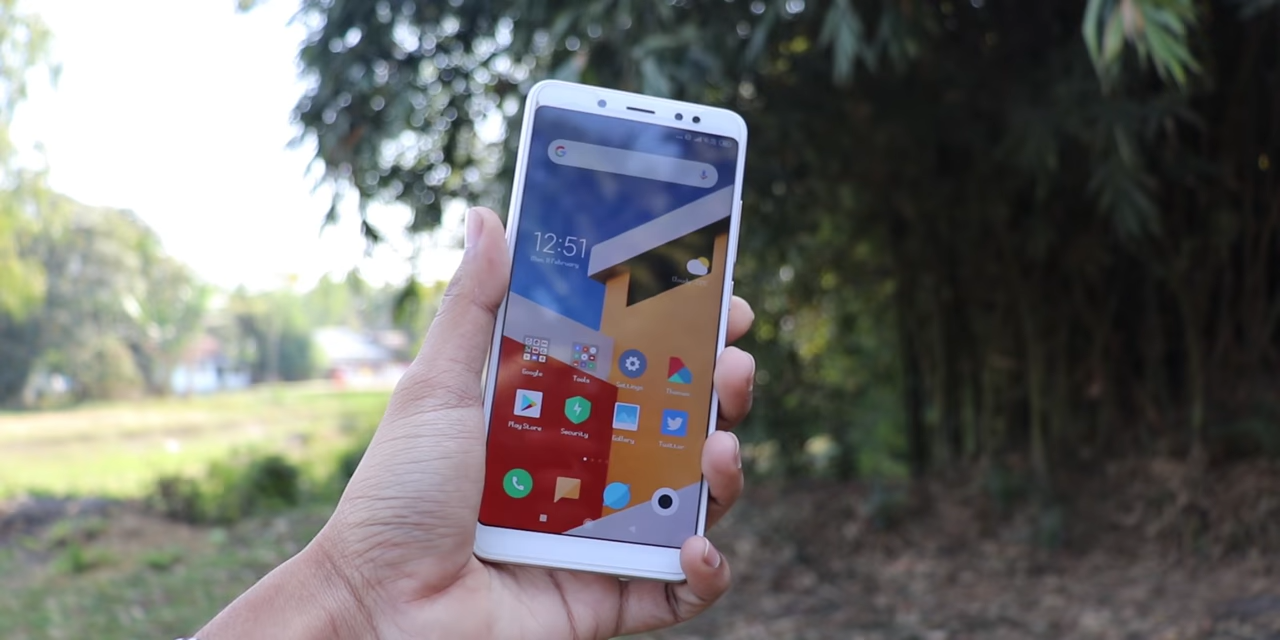 12:51
Google
Tools
Settings
Themes
Play Store
Security
Gallery
Twitter